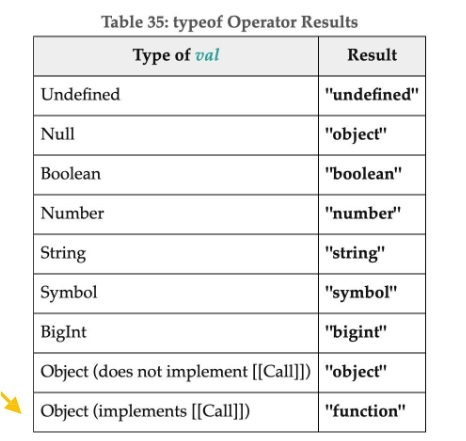 Table 35: typeof Operator Results
Type of val Result
Undefined "undefined"
Null "object"
Boolean "boolean"
Number "number"
String "string"
Symbol "symbol"
BigInt "bigint"
Object (does not implement [[Call]]) "object"
Object (implements [[Call]]) "function"